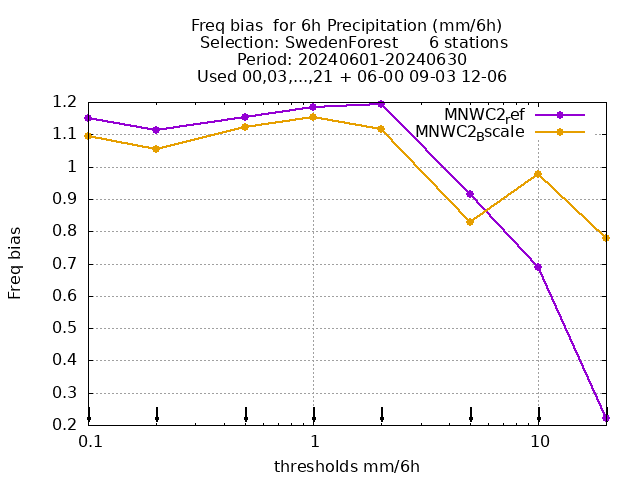 Freq bias  for 6h Precipitation (mm/6h)
Selection: SwedenForest      6 stations
Period: 20240601-20240630
Used 00,03,...,21 + 06-00 09-03 12-06
MNWC2ref
MNWC2Bscale
1.2
1.1
1
0.9
0.8
0.7
0.6
0.5
0.4
0.3
0.2
Freq bias
0.1 1 10
thresholds mm/6h